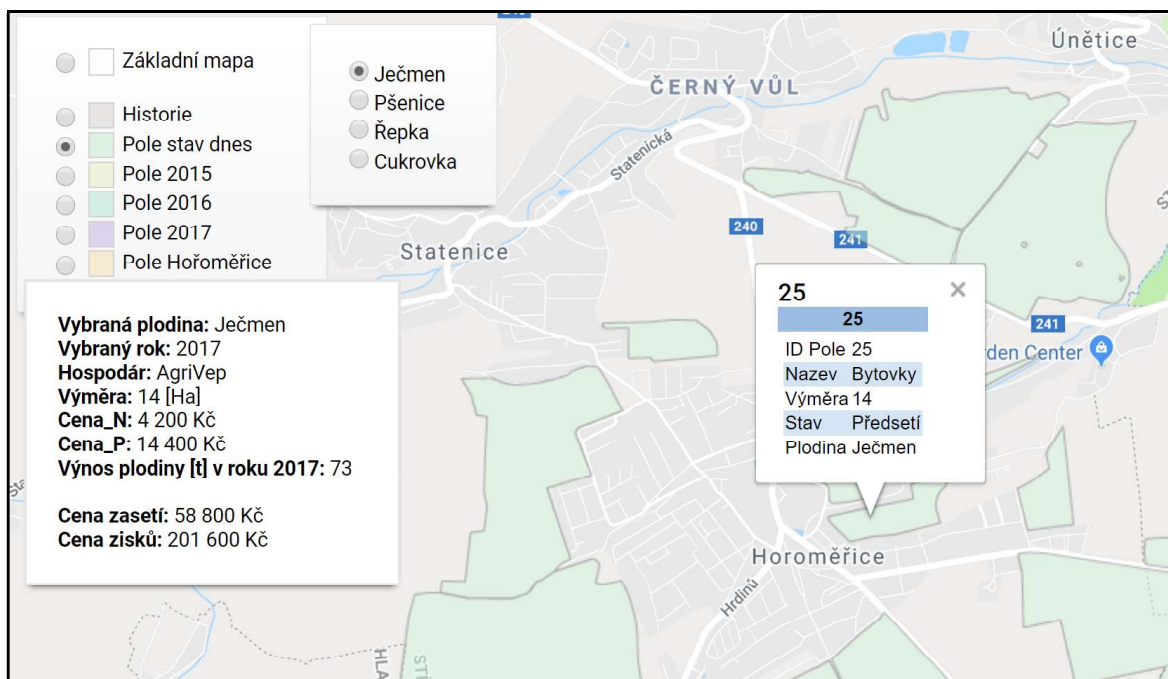 Základní mapa
Historie
Pole stav dnes
Pole 2015
Pole 2016
Pole 2017
Pole Hořoměřice
Ječmen
Pšenice
Řepka
Cukrovka
Vybraná plodina: Ječmen
Vybraný rok: 2017
Hospodár: AgriVep
Výměra: 14 [Ha]
Cena_N: 4 200 Kč
Cena_P: 14 400 Kč
Výnos plodiny [t] v roku 2017: 73
Cena zasetí: 58 800 Kč
Cena zisků: 201 600 Kč
Únětice
ČERNÝ VŮL
Statenická
Statenice
240
241
25
25
ID Pole 25
Nazev Bytovky
Výměra 14
Stav Předsetí
Plodina Ječmen
241
rden Center
Horoměřice
Hrdinů